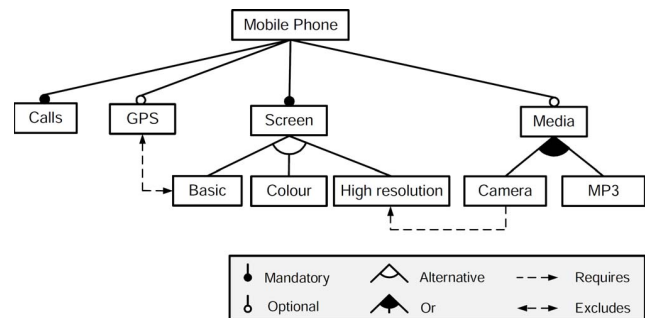 Mobile Phone
Calls GPS Screen Media
Basic Colour High resolution Camera MP3
Mandatory Alternative Requires
Optional Or Excludes